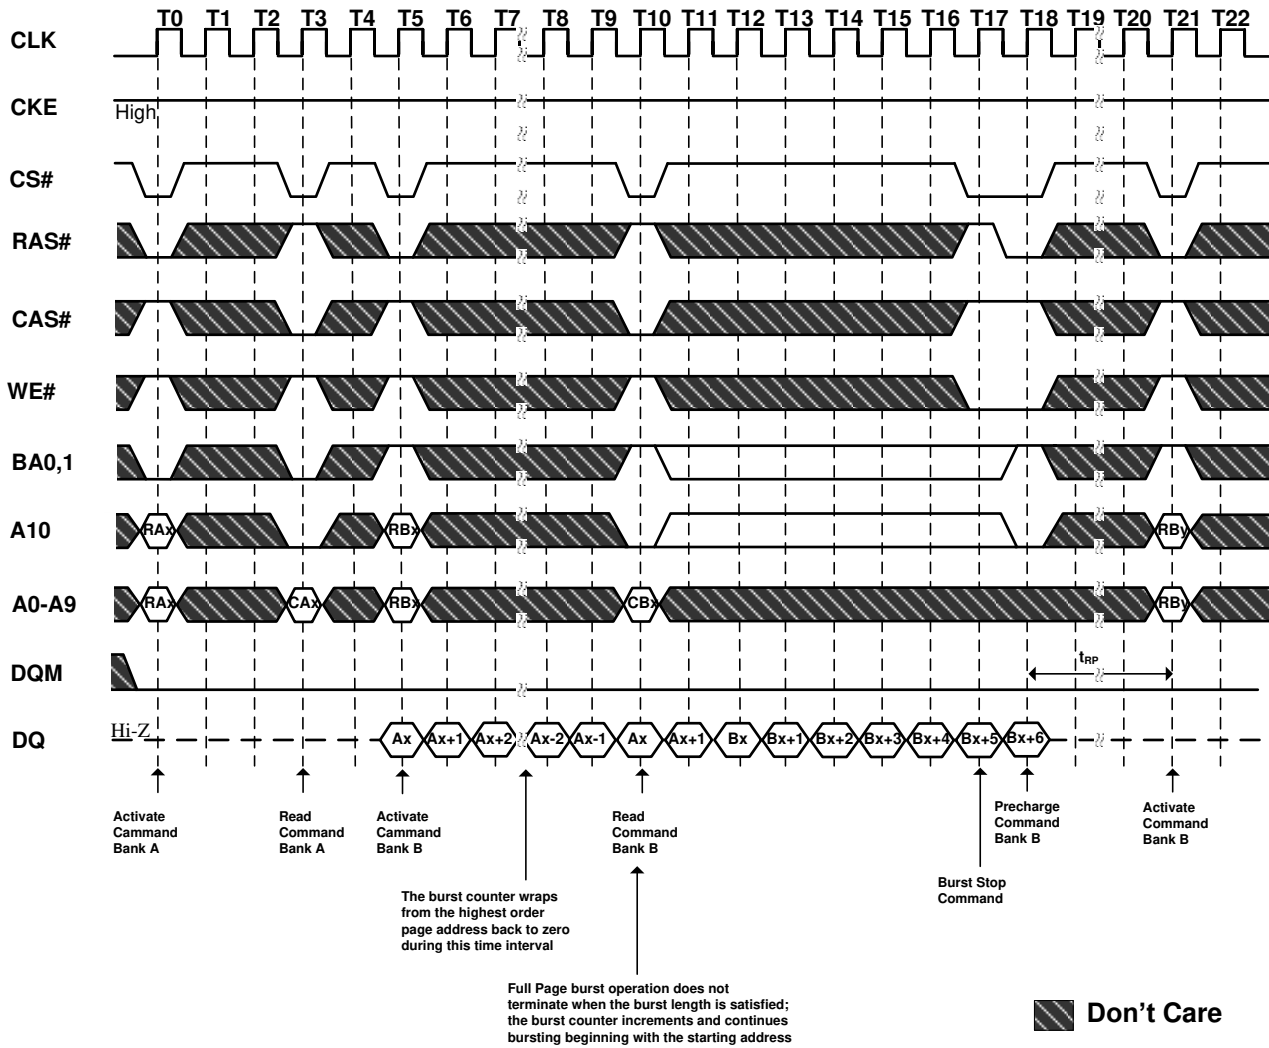 T0 T1 T2 T3 T4 T5 T6 T7 T8 T9 T10 T11 T12 T13 T14 T15 T16 T17 T18 T19 T20 T21 T22
CLK
CKE
High
CS#
RAS#
CAS#
WE#
BA0,1
A10
RAx RBx RBy
A0-A9
RAx CAx RBx CBx RBy
DQM
tRP
DQ
Hi-Z
Ax Ax+1 Ax+2 Ax-2 Ax-1 Ax Ax+1 Bx Bx+1 Bx+2 Bx+3 Bx+4 Bx+5 Bx+6
Activate
Cammand
Bank A
Read
Command
Bank A
Activate
Cammand
Bank B
Read
Command
Bank B
Precharge
Command
Bank B
Activate
Command
Bank B
Burst Stop
Command
The burst counter wraps
from the highest order
page address back to zero
during this time interval
Full Page burst operation does not
terminate when the burst length is satisfied;
the burst counter increments and continues
bursting beginning with the starting address
Don't Care